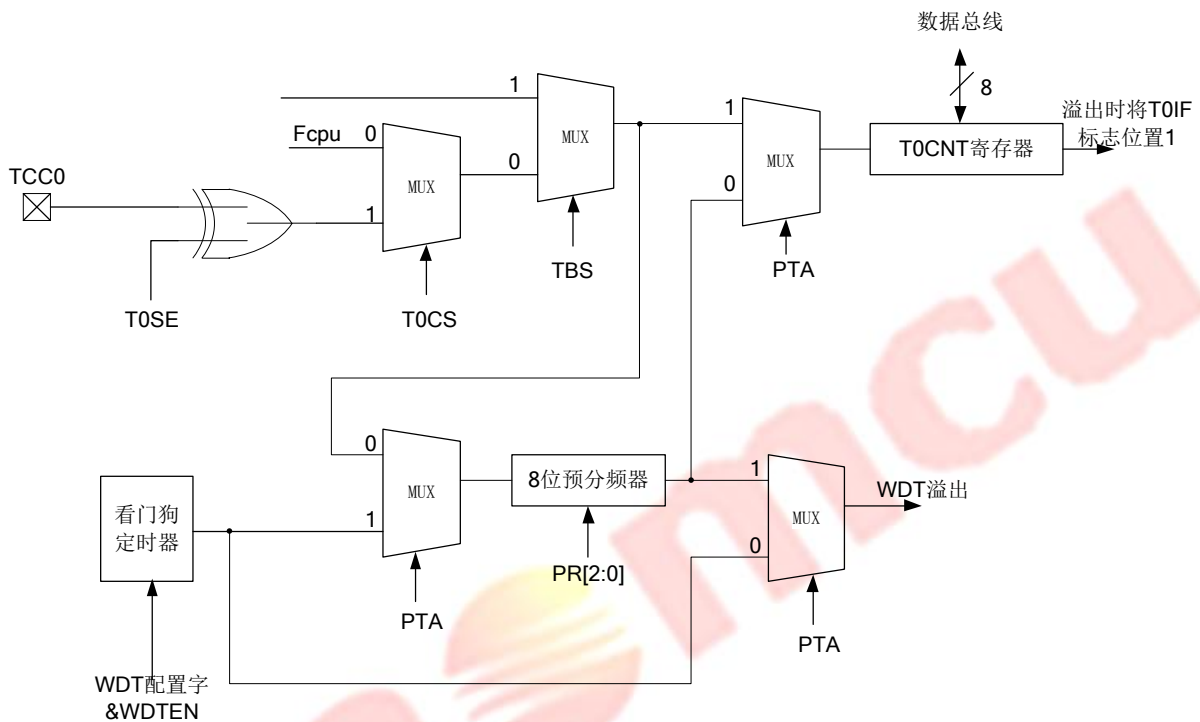 数据总线
8
溢出时将T0IF
标志位置1
1
Fcpu
0
MUX
0
1
MUX
T0CNT寄存器
TCC0
MUX
0
1
TBS
PTA
T0SE
T0CS
0
MUX
1
8位预分频器
1
WDT溢出
看门狗
定时器
MUX
0
PR[2:0]
PTA
PTA
WDT配置字
&WDTEN
mcu